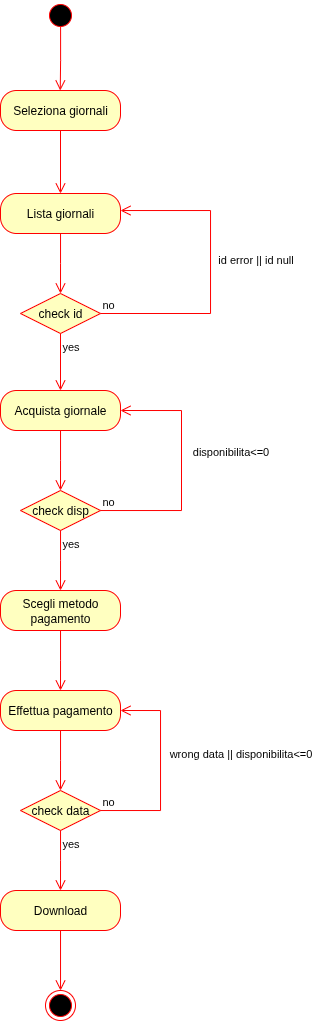 Seleziona giornali
Lista giornali
id error || id null
no
check id
yes
Acquista giornale
disponibilita<=0
no
check disp
yes
Scegli metodo
pagamento
Effettua pagamento
wrong data || disponibilita<=0
no
check data
yes
Download